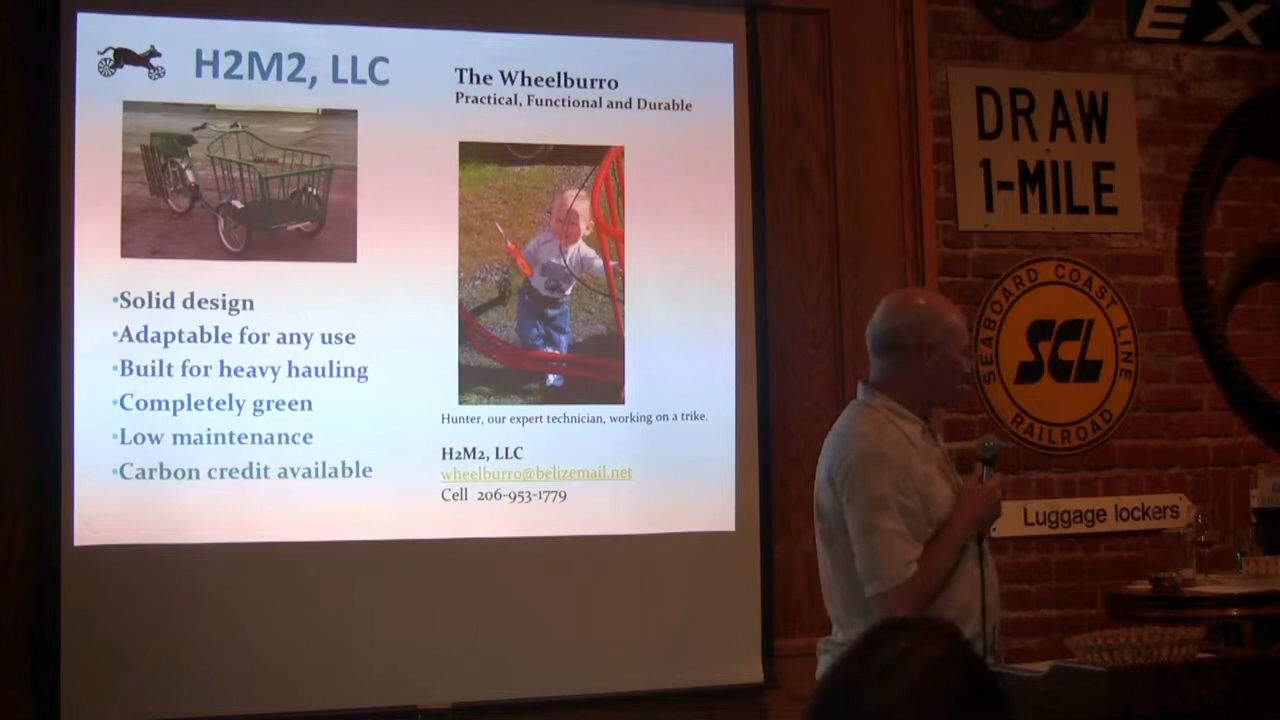 H2M2, LLC
The Wheelburro
Practical, Functional and Durable
•Solid design
•Adaptable for any use
•Built for heavy hauling
•Completely green
•Low maintenance
•Carbon credit available
Hunter, our expert technician, working on a trike.
H2M2, LLC
wheelburro@belizemail.net
Cell 206-953-1779
EX
DRAW
1-MILE
SEABOARD COAST LINE
SCL
RAILROAD
Luggage lockers